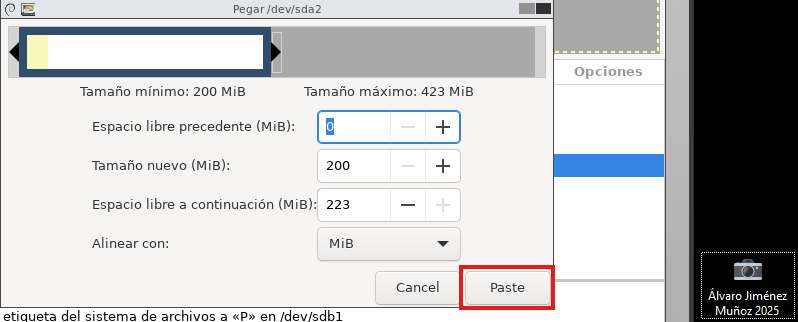 Pegar /dev/sda2
Opciones
Tamaño mínimo: 200 MiB
Tamaño máximo: 423 MiB
Espacio libre precedente (MiB):
0
Tamaño nuevo (MiB):
200
Espacio libre a continuación (MiB):
223
Alinear con:
MiB
Cancel
Paste
Álvaro Jiménez
Muñoz 2025
etiqueta del sistema de archivos a «P» en /dev/sdb1